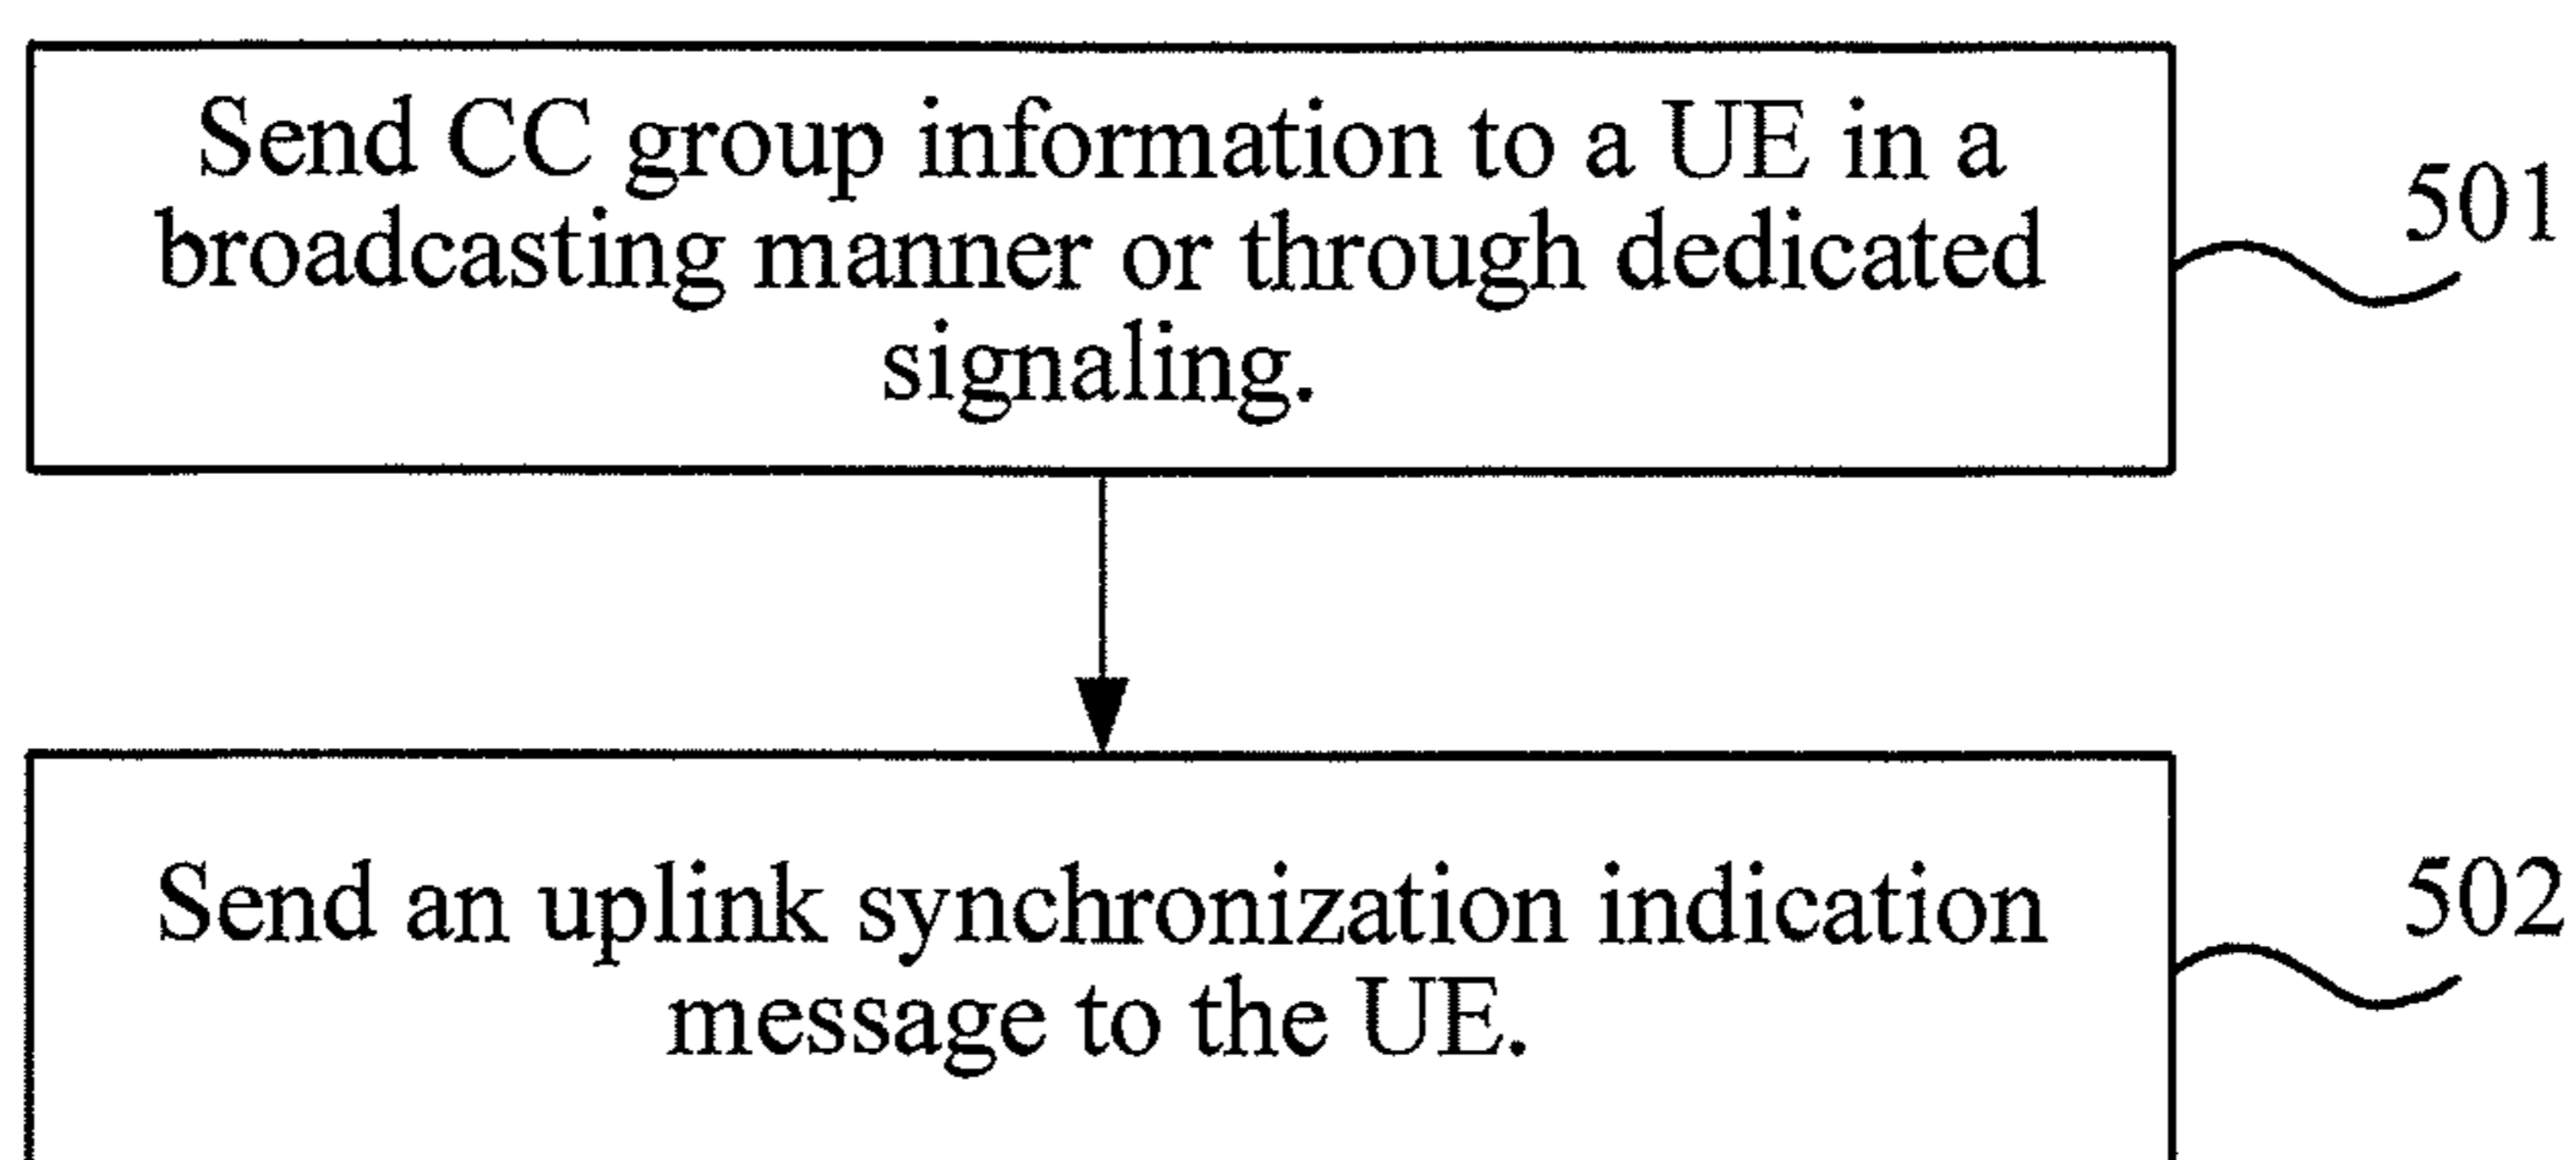 Send CC group information to a UE in a
broadcasting manner or through dedicated
signaling.
501
Send an uplink synchronization indication
message to the UE.
502